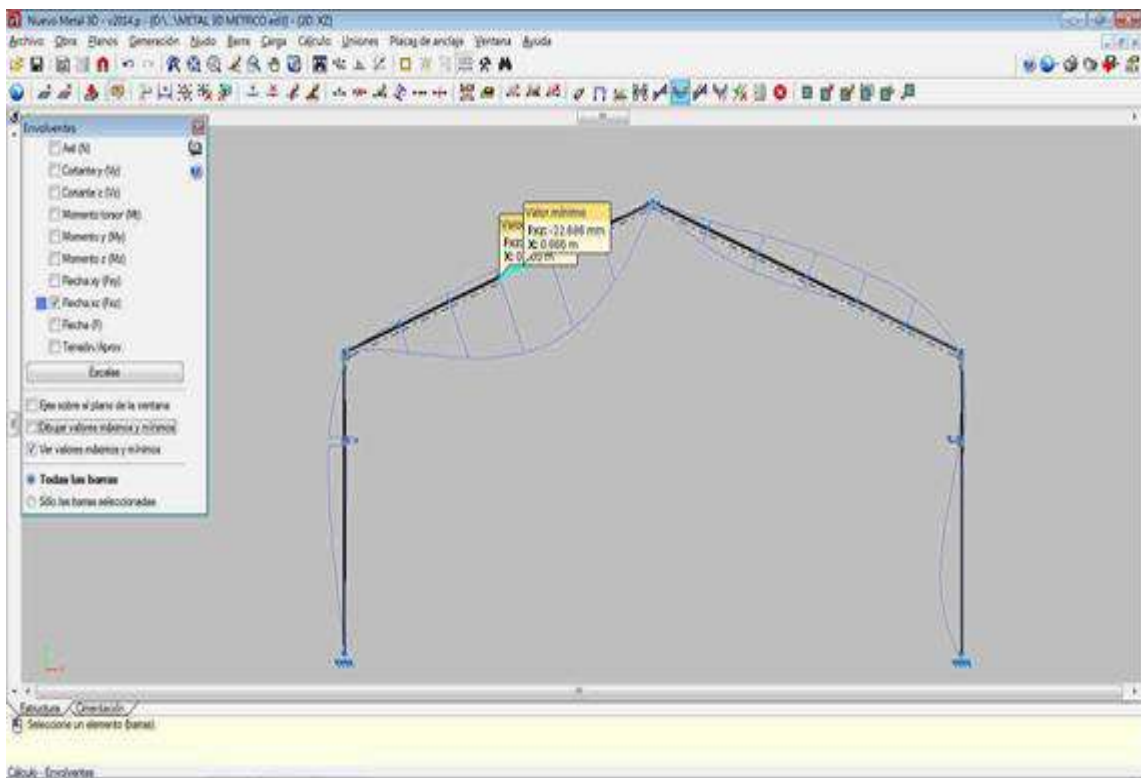 Nuevo Metal 3D - v2014.p - [D:\...\METAL 3D METRICO.ed3] - [2D: XZ]
Archivo Obra Planos Generación Nudo Barra Carga Cálculo Uniones Placas de anclaje Ventana Ayuda
Envolventes
Axil (N)
Cortante y (Vy)
Cortante z (Vz)
Momento torsor (Mt)
Momento y (My)
Momento z (Mz)
Flecha xy (Fxy)
Flecha xz (Fxz)
Flecha (F)
Tensión/Aprov.
Escalas
Ejes sobre el plano de la ventana
Dibujar valores máximos y mínimos
Ver valores máximos y mínimos
Todas las barras
Sólo las barras seleccionadas
Valor mínimo
Fxz: -22.686 mm
X: 0.666 m
Estructura Cimentación
Seleccione un elemento (barras).
Cálculo - Envolventes